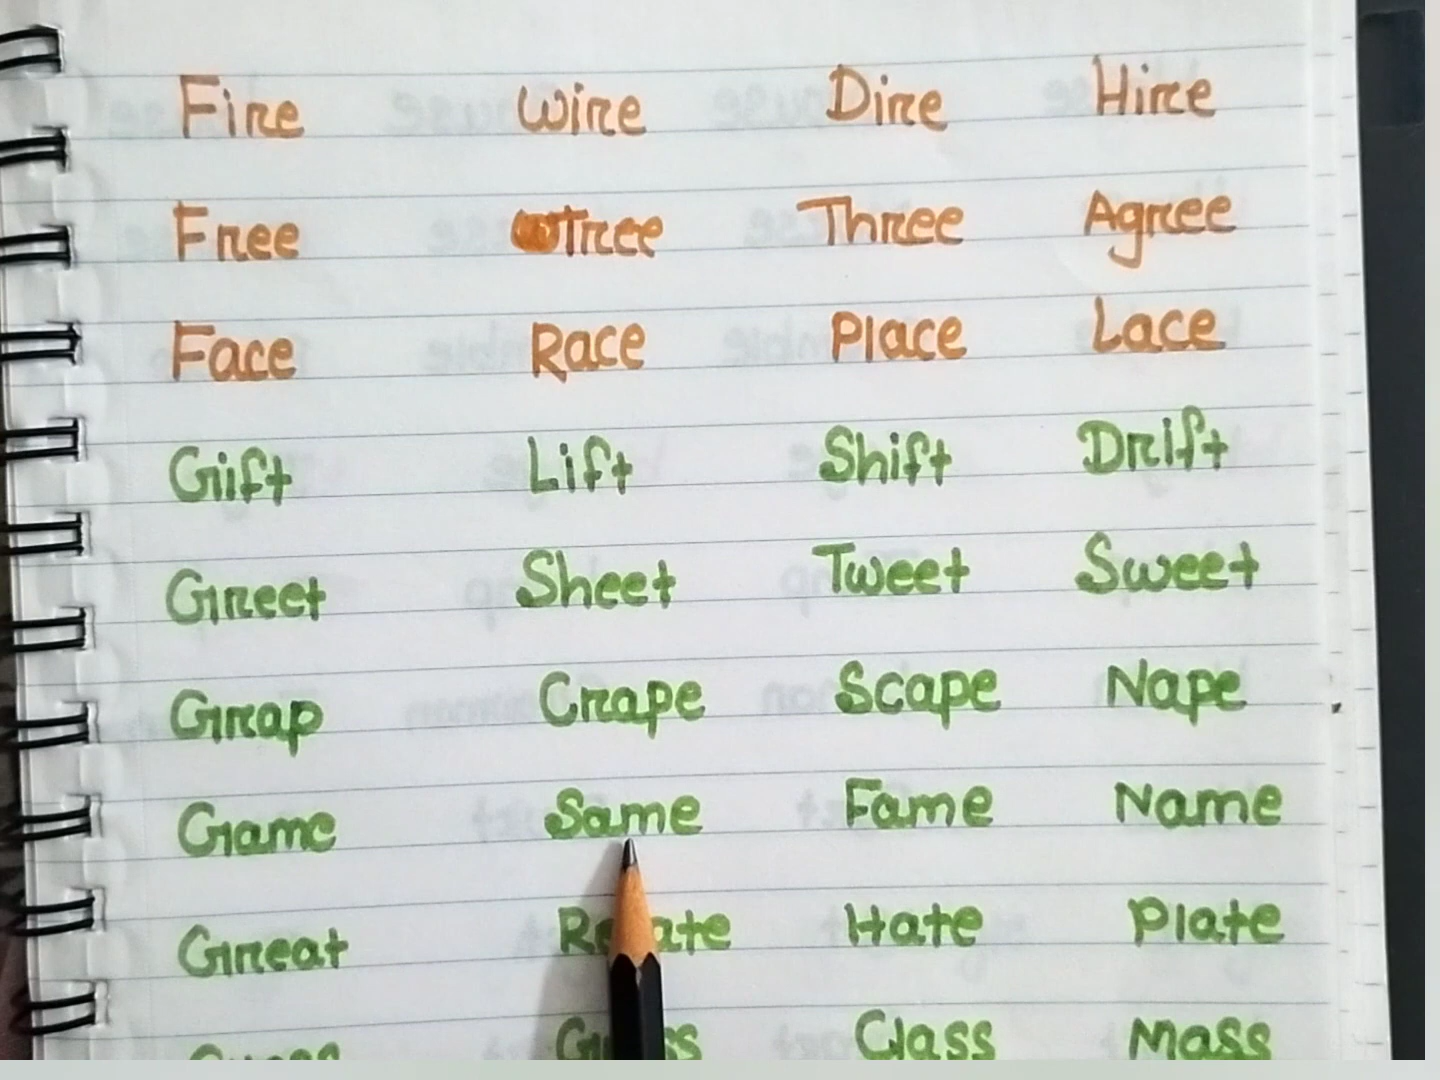 Fire Wire Dire Hire
Free Tree Three Agree
Face Race Place Lace
Gift Lift Shift Drift
Greet Sheet Tweet Sweet
Grap Crape Scape Nape
Game Same Fame Name
Great Hate Plate
Class Mass